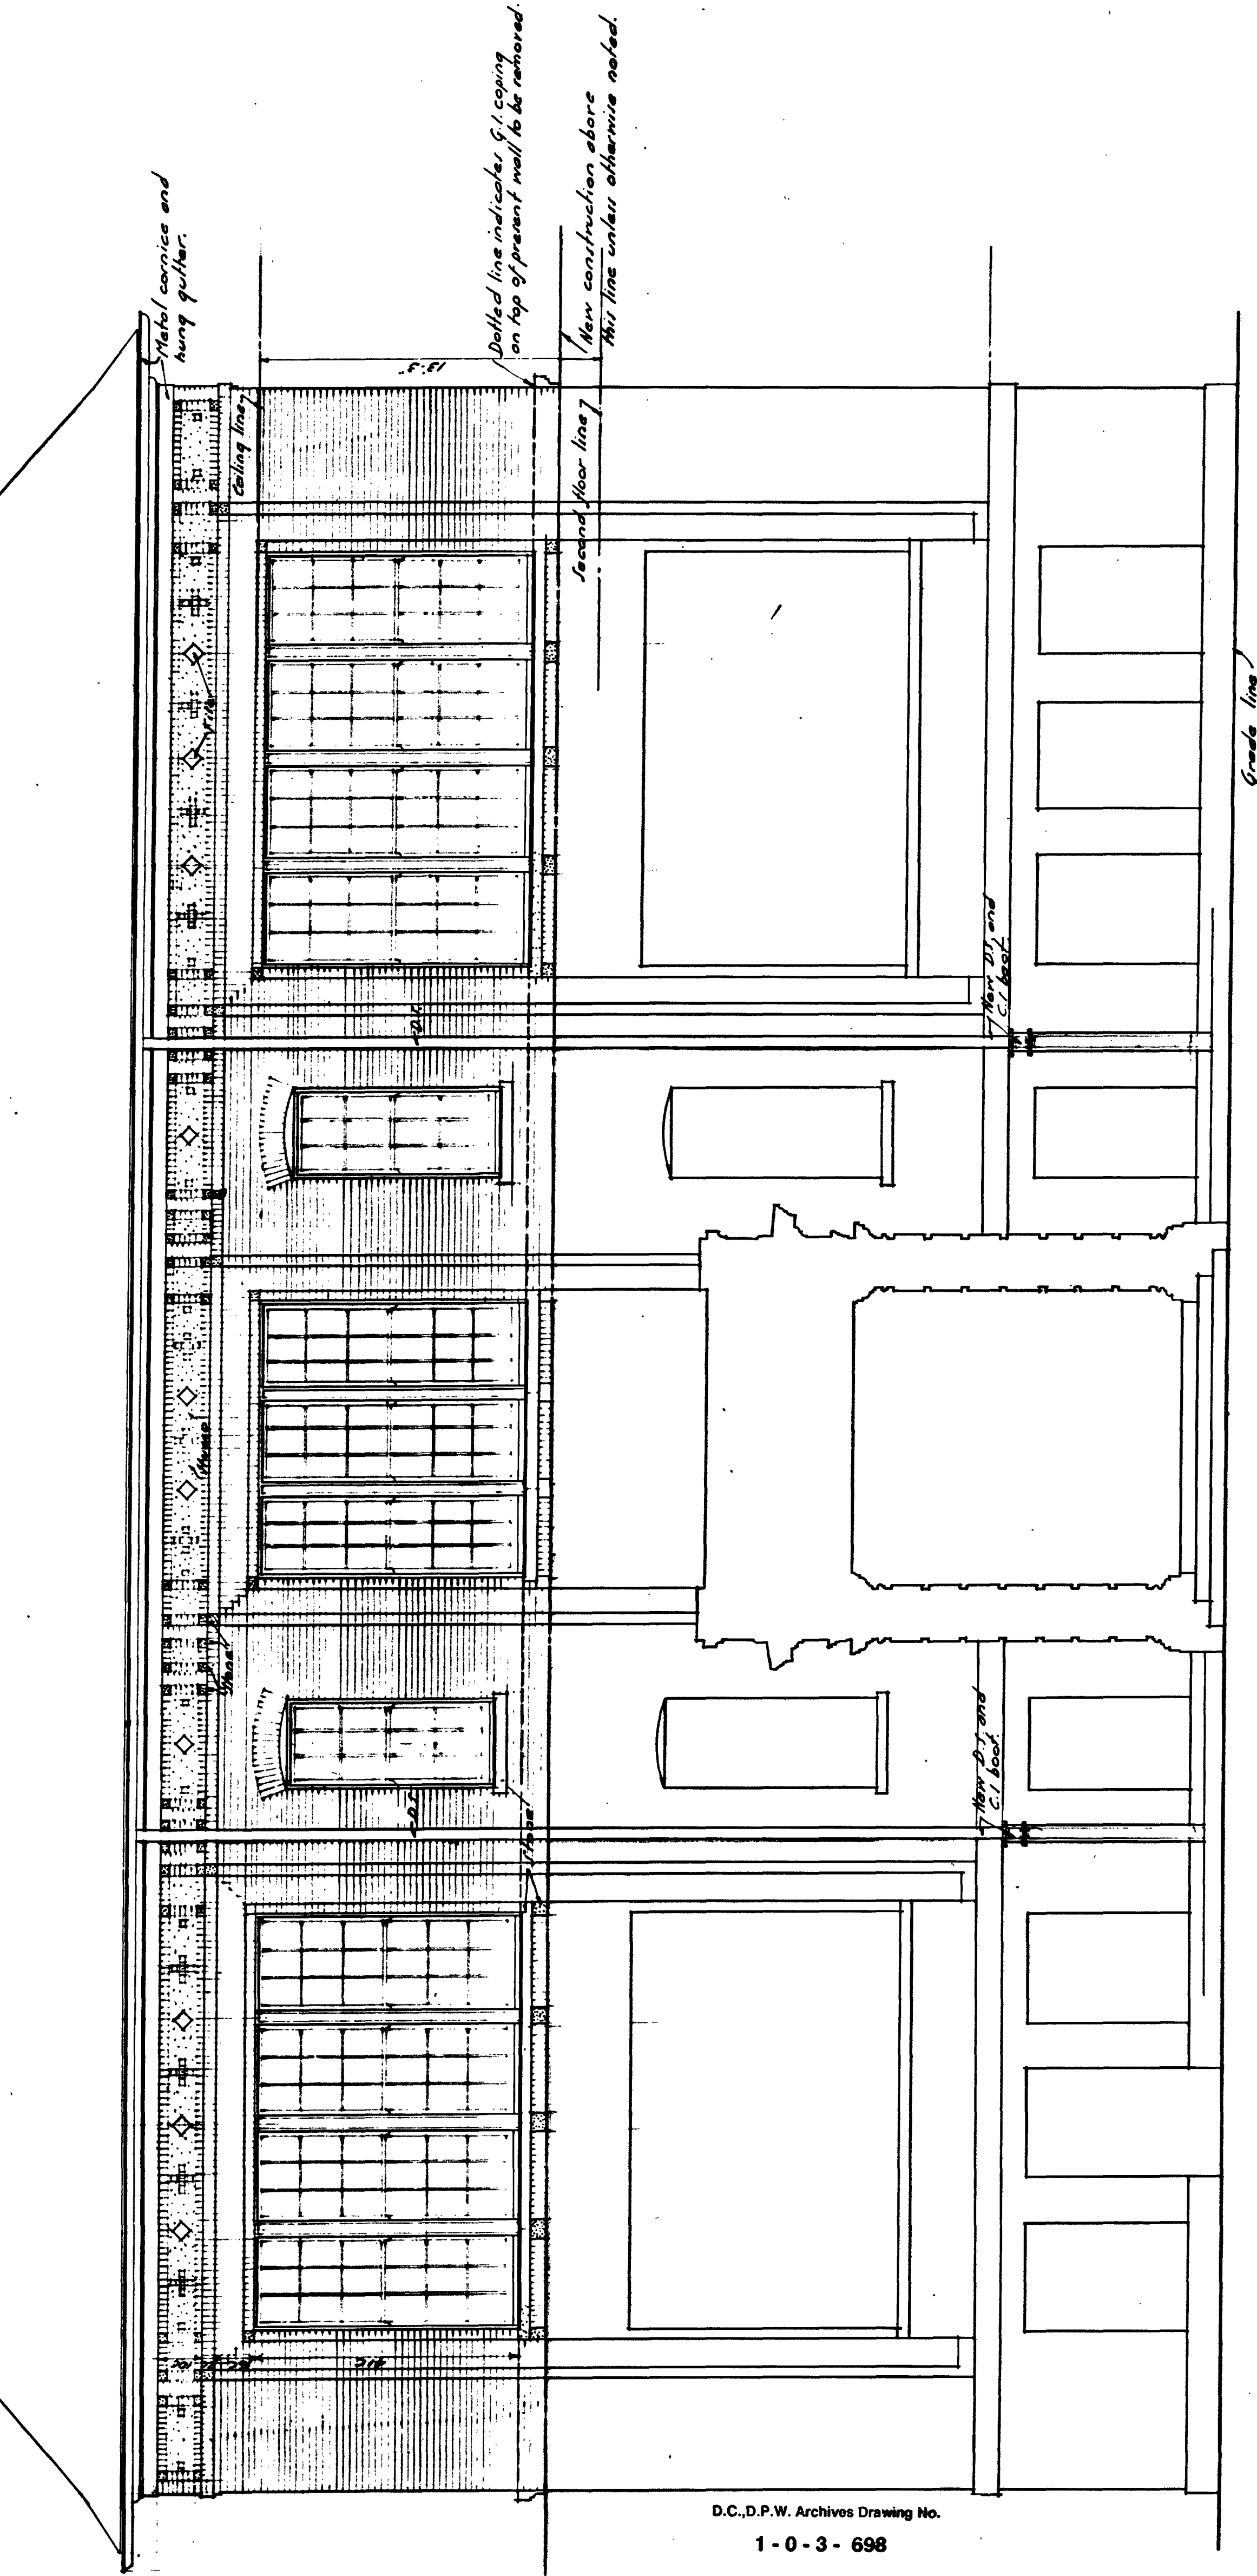 Metal cornice and
hung gutter.
Ceiling line
13'-3"
Dotted line indicates G.I. coping
on top of present wall to be removed.
New construction above
this line unless otherwise noted.
Second floor line
Tile
D.S.
New D.S. and
C.I. boot.
Grade line
Stone
D.S.
Stone
New D.S. and
C.I. boot.
D.C.,D.P.W. Archives Drawing No.
1 - 0 - 3 - 698